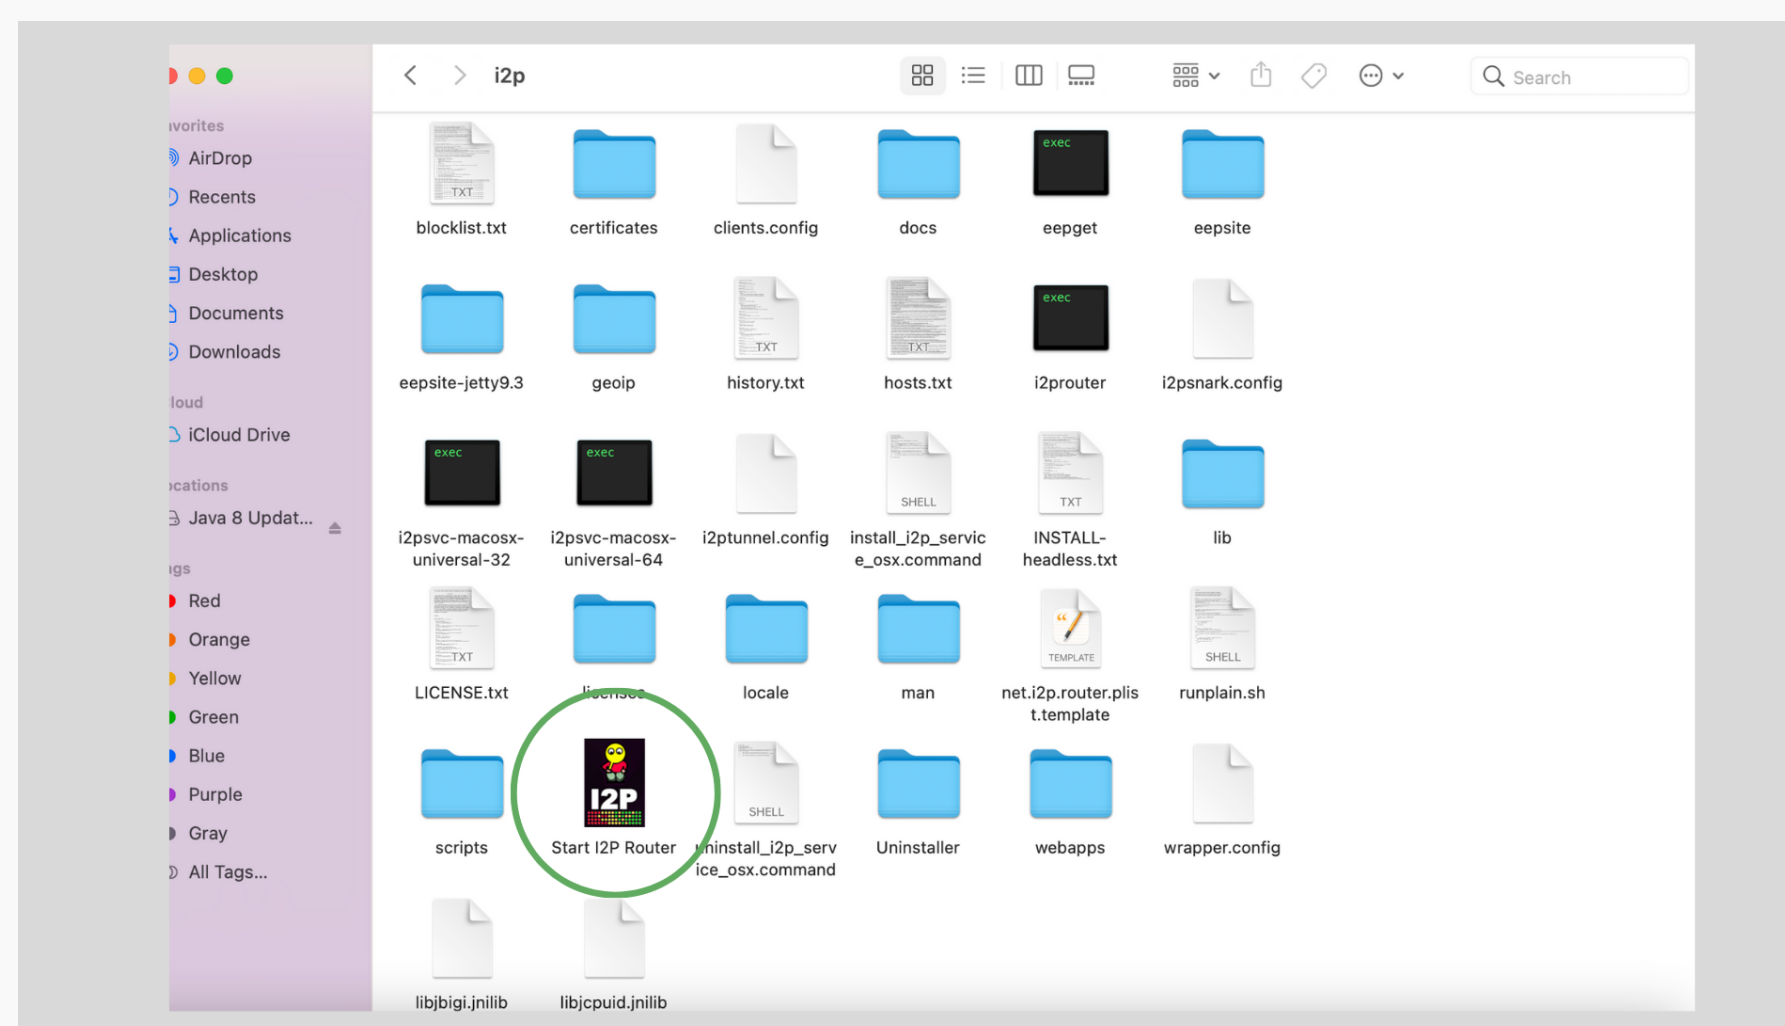 i2p
Search
vorites
AirDrop
Recents
Applications
Desktop
Documents
Downloads
loud
iCloud Drive
cations
Java 8 Updat...
gs
Red
Orange
Yellow
Green
Blue
Purple
Gray
All Tags...
TXT
exec
blocklist.txt
certificates
clients.config
docs
eepget
eepsite
TXT
TXT
exec
eepsite-jetty9.3
geoip
history.txt
hosts.txt
i2prouter
i2psnark.config
exec
exec
SHELL
TXT
i2psvc-macosx-
universal-32
i2psvc-macosx-
universal-64
i2ptunnel.config
install_i2p_servic
e_osx.command
INSTALL-
headless.txt
lib
TXT
TEMPLATE
SHELL
LICENSE.txt
licenses
locale
man
net.i2p.router.plis
t.template
runplain.sh
I2P
SHELL
scripts
Start I2P Router
uninstall_i2p_serv
ice_osx.command
Uninstaller
webapps
wrapper.config
libjbigi.jnilib
libjcpuid.jnilib